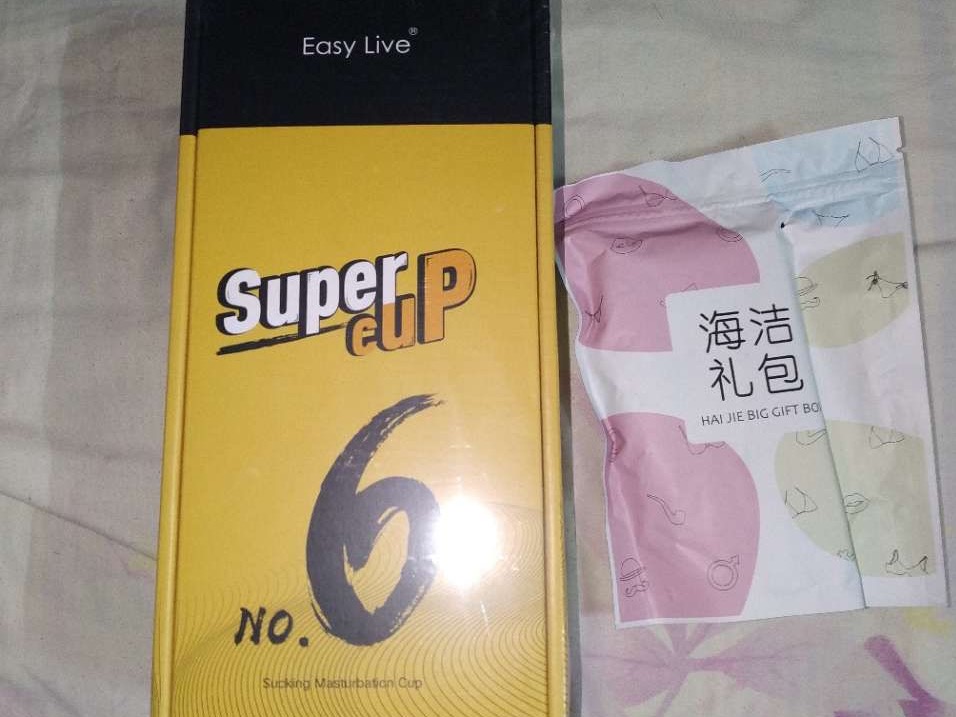 Easy Live®
Super
cuP
NO. 6
Sucking Masturbation Cup
海洁
礼包
HAI JIE BIG GIFT BO